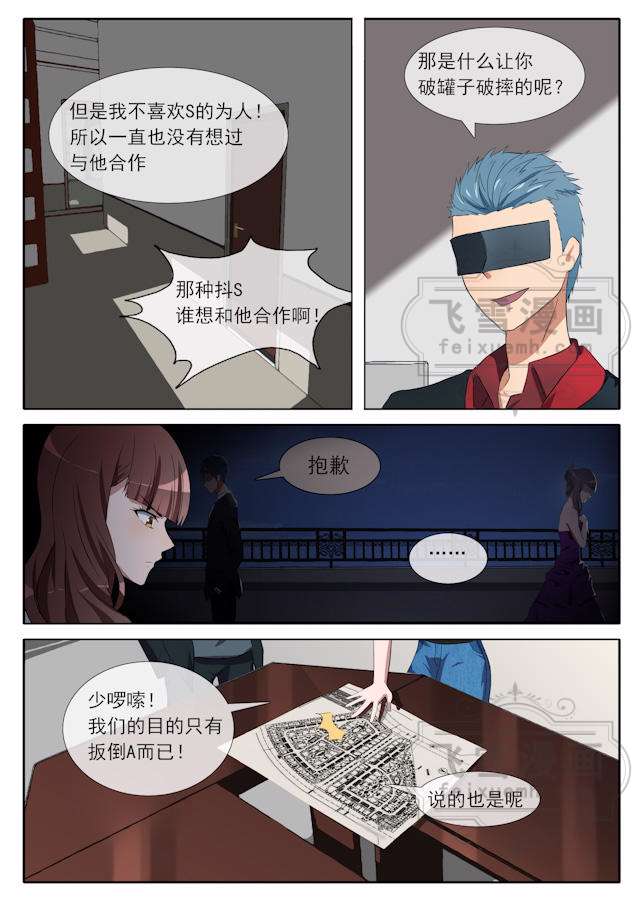 但是我不喜欢S的为人！
所以一直也没有想过
与他合作
那种抖S
谁想和他合作啊！
那是什么让你
破罐子破摔的呢？
飞雪漫画
feixuemh.com
抱歉
……
少啰嗦！
我们的目的只有
扳倒A而已！
说的也是呢
飞雪漫画
feixuemh.com